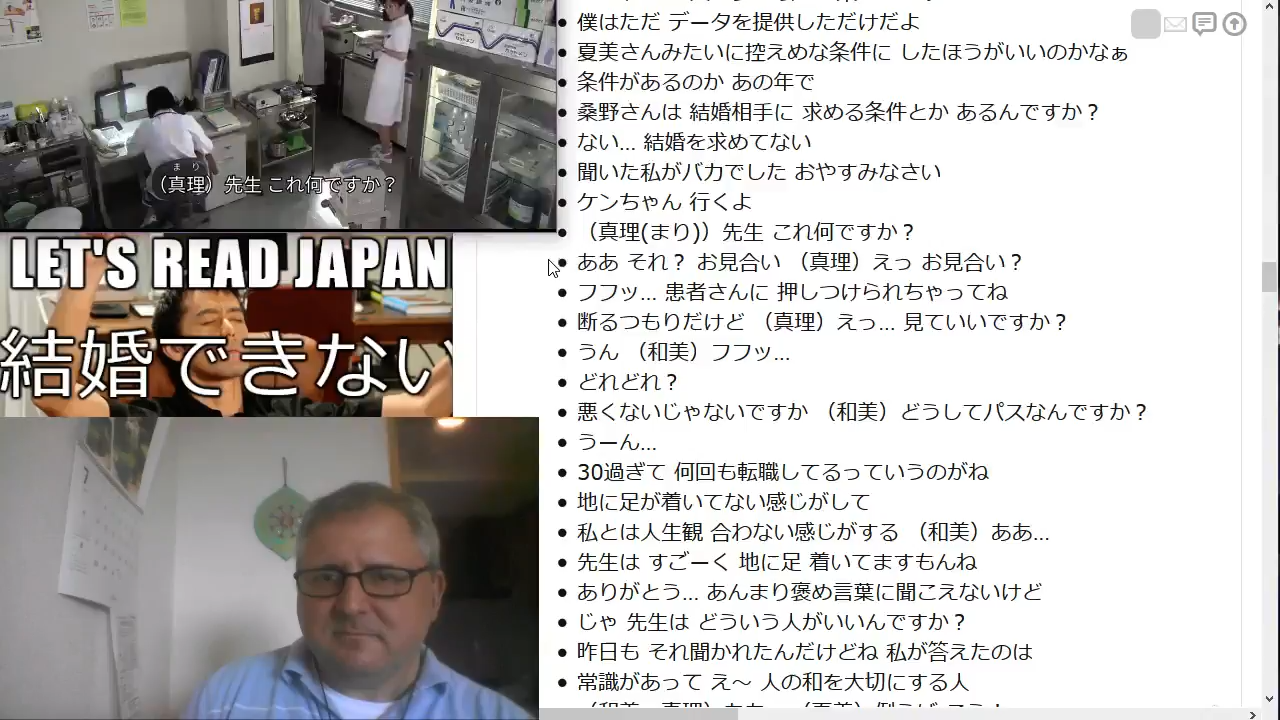 まり
（真理）先生 これ何ですか？
LET'S READ JAPAN
結婚できない
7
僕はただ データを提供しただけだよ
夏美さんみたいに控えめな条件に したほうがいいのかなぁ
条件があるのか あの年で
桑野さんは 結婚相手に 求める条件とか あるんですか？
ない… 結婚を求めてない
聞いた私がバカでした おやすみなさい
ケンちゃん 行くよ
（真理(まり)）先生 これ何ですか？
ああ それ？ お見合い （真理）えっ お見合い？
フフッ… 患者さんに 押しつけられちゃってね
断るつもりだけど （真理）えっ… 見ていいですか？
うん （和美）フフッ…
どれどれ？
悪くないじゃないですか （和美）どうしてパスなんですか？
うーん…
30過ぎて 何回も転職してるっていうのがね
地に足が着いてない感じがして
私とは人生観 合わない感じがする （和美）ああ…
先生は すごーく 地に足 着いてますもんね
ありがとう… あんまり褒め言葉に聞こえないけど
じゃ 先生は どういう人がいいんですか？
昨日も それ聞かれたんだけどね 私が答えたのは
常識があって え～ 人の和を大切にする人